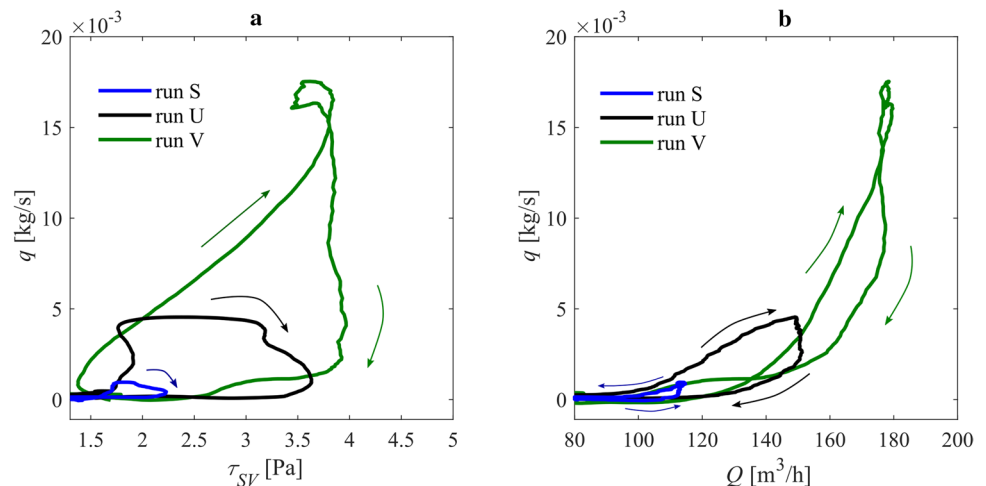 a
×10⁻³
20
15
10
5
0
q [kg/s]
run S
run U
run V
1.5 2 2.5 3 3.5 4 4.5 5
τ_SV [Pa]
b
×10⁻³
20
15
10
5
0
q [kg/s]
run S
run U
run V
80 100 120 140 160 180 200
Q [m³/h]